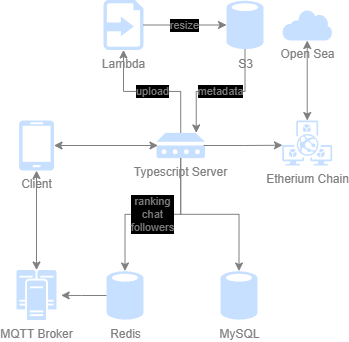 resize
Lambda
S3
Open Sea
upload
metadata
Client
Typescript Server
Etherium Chain
ranking
chat
followers
MQTT Broker
Redis
MySQL